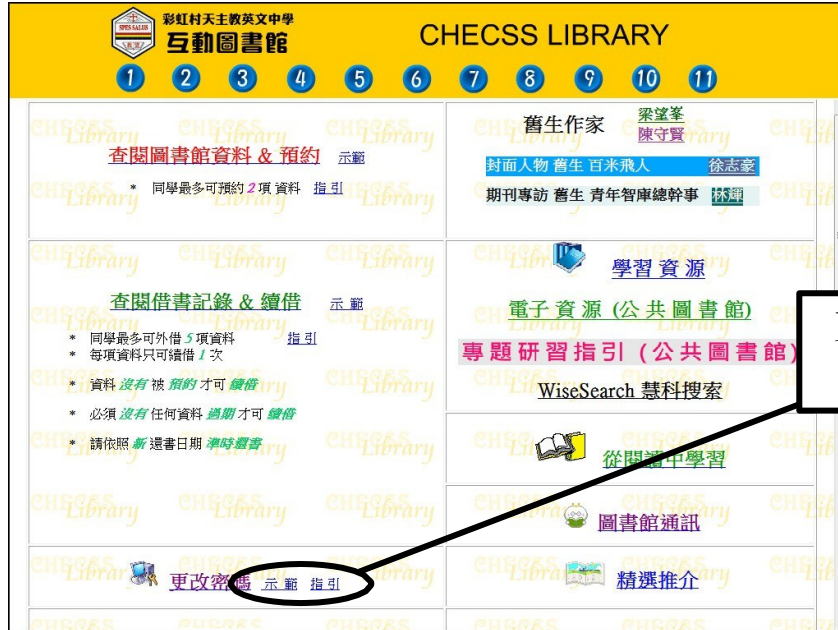 彩虹村天主教英文中學
互動圖書館
CHECSS LIBRARY
SPES SALUS
1 2 3 4 5 6 7 8 9 10 11
查閱圖書館資料 & 預約 示範
* 同學最多可預約 2 項 資料 指 引
查閱借書記錄 & 續借 示 範
* 同學最多可外借 5 項資料 指 引
* 每項資料只可續借 1 次
* 資料 沒有 被 預約 才可 續借
* 必須 沒有 任何資料 過期 才可 續借
* 請依照 新 還書日期 準時還書
更改密碼 示 範 指 引
舊生作家 梁望峯
陳守賢
封面人物 舊生 百米飛人 徐志豪
期刊專訪 舊生 青年智庫總幹事 林輝
學習 資 源
電子 資 源 (公 共 圖 書 館)
專 題 研 習 指 引 ( 公 共 圖 書 館 )
WiseSearch 慧科搜索
從閱讀中學習
圖書館通訊
精選推介
CHECSS Library